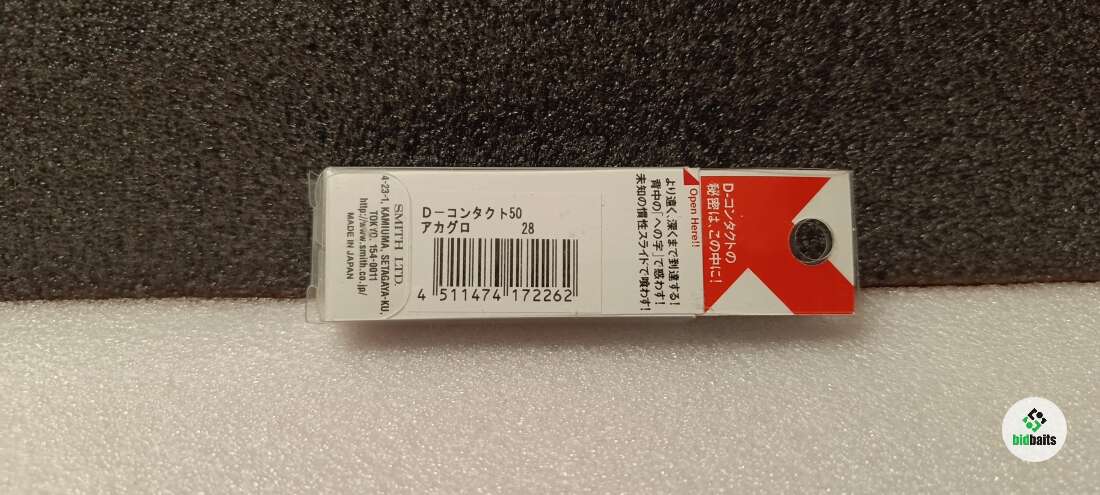 SMITH LTD.
4-23-1, KAMIUMA, SETAGAYA-KU,
TOKYO, 154-0011
http://www.smith.co.jp/
MADE IN JAPAN
D-コンタクト50
アカグロ 28
4 511474 172262
より遠く、深くまで到達する！
背中の「への字」で惑わす！
未知の慣性スライドで喰わす！
Open Here!!
D-コンタクトの
秘密は、この中に！
bidbaits